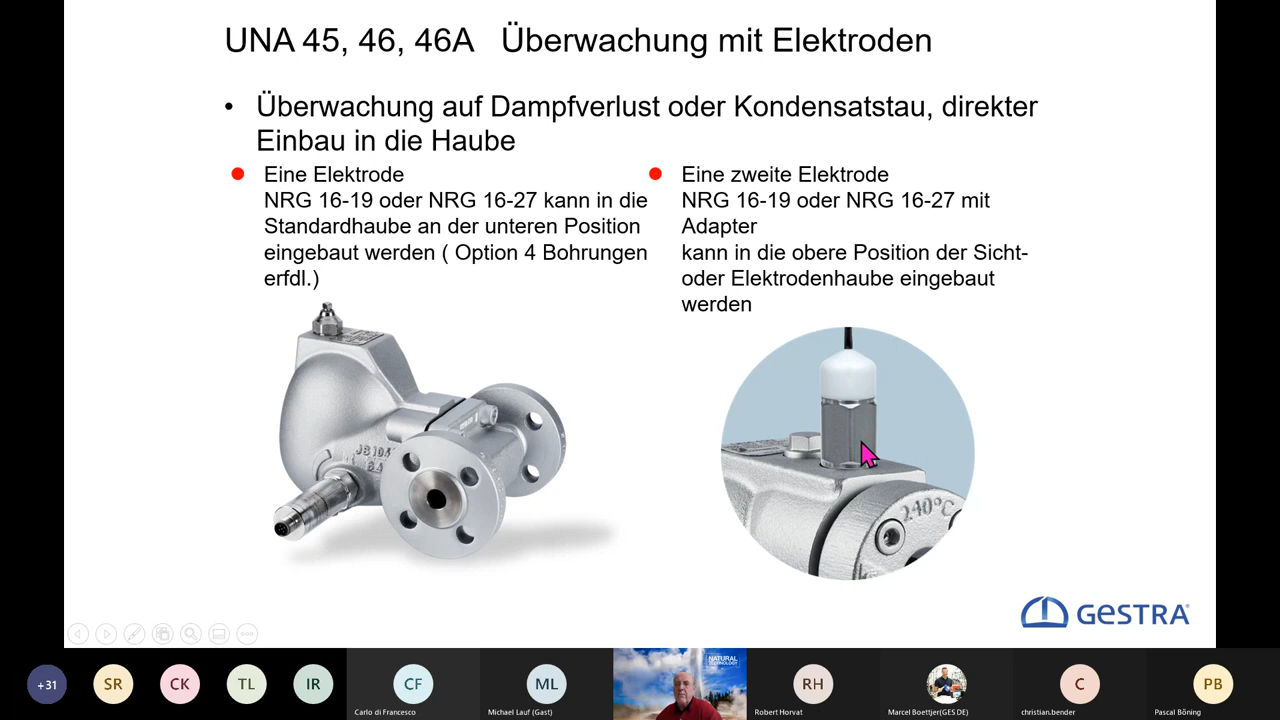 UNA 45, 46, 46A Überwachung mit Elektroden
• Überwachung auf Dampfverlust oder Kondensatstau, direkter
Einbau in die Haube
Eine Elektrode
NRG 16-19 oder NRG 16-27 kann in die
Standardhaube an der unteren Position
eingebaut werden ( Option 4 Bohrungen
erfdl.)
Eine zweite Elektrode
NRG 16-19 oder NRG 16-27 mit
Adapter
kann in die obere Position der Sicht-
oder Elektrodenhaube eingebaut
werden
240°C
GESTRA
+31
SR
CK
TL
IR
CF
Carlo di Francesco
ML
Michael Lauf (Gast)
NATURAL
TECHNOLOGY
RH
Robert Horvat
Marcel Boettjer(GES DE)
C
christian.bender
PB
Pascal Böning